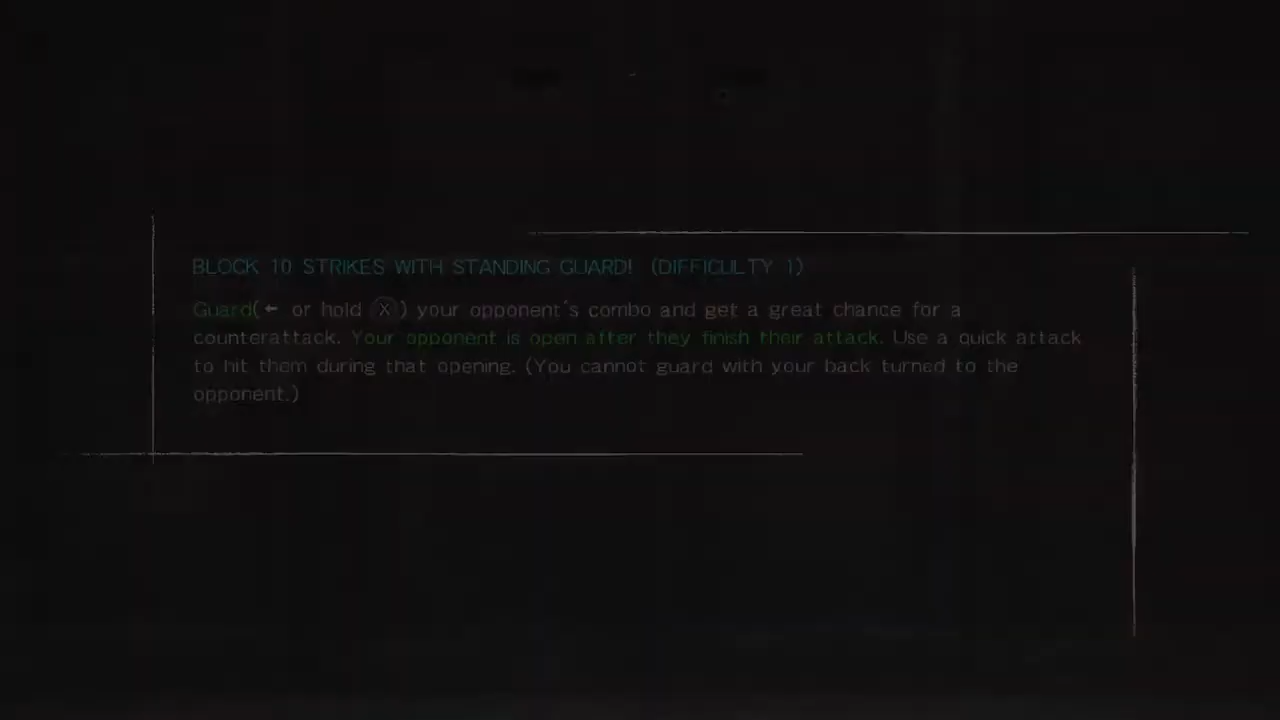 BLOCK 10 STRIKES WITH STANDING GUARD! (DIFFICULTY 1)
Guard(← or hold Ⓧ) your opponent's combo and get a great chance for a
counterattack. Your opponent is open after they finish their attack. Use a quick attack
to hit them during that opening. (You cannot guard with your back turned to the
opponent.)